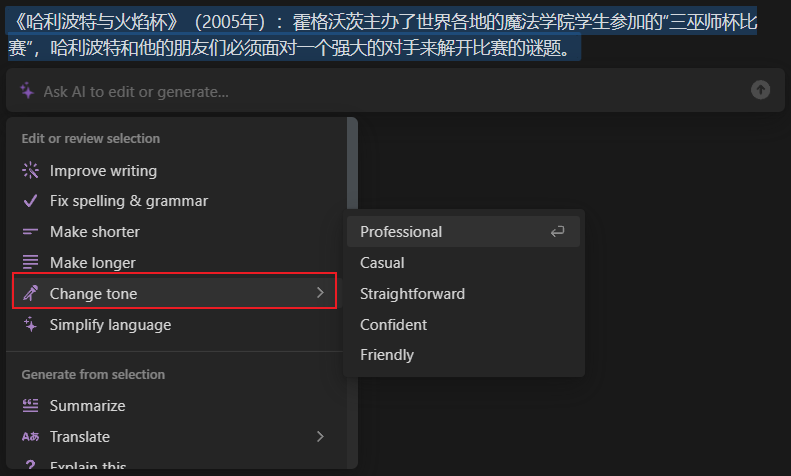 《哈利波特与火焰杯》（2005年）：霍格沃茨主办了世界各地的魔法学院学生参加的“三巫师杯比
赛”，哈利波特和他的朋友们必须面对一个强大的对手来解开比赛的谜题。
Ask AI to edit or generate...
Edit or review selection
Improve writing
Fix spelling & grammar
Make shorter
Make longer
Change tone
Simplify language
Professional
Casual
Straightforward
Confident
Friendly
Generate from selection
Summarize
Translate
Explain this